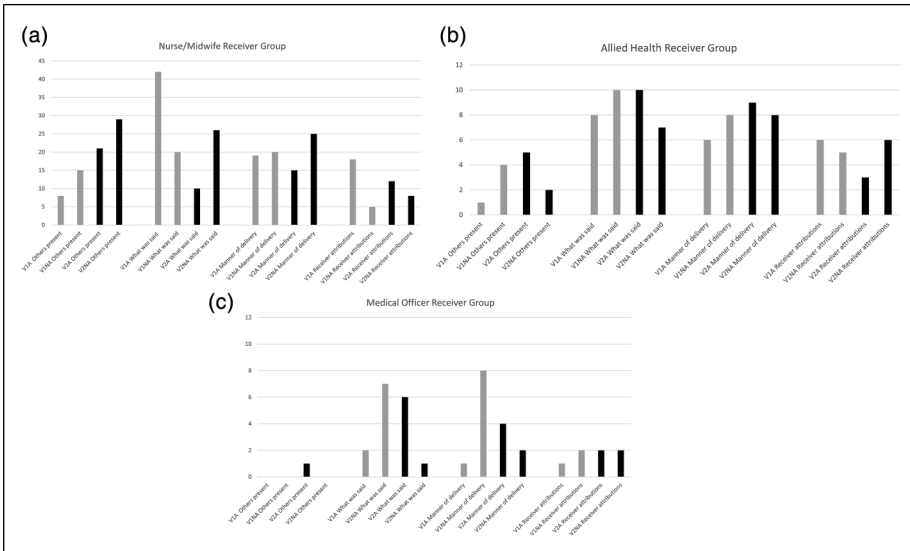 (a)
Nurse/Midwife Receiver Group
45
40
35
30
25
20
15
10
5
0
V1A Others present
V1NA Others present
V2A Others present
V2NA Others present
V1A What was said
V1NA What was said
V2A What was said
V2NA What was said
V1A Manner of delivery
V1NA Manner of delivery
V2A Manner of delivery
V2NA Manner of delivery
V1A Receiver attributions
V1NA Receiver attributions
V2A Receiver attributions
V2NA Receiver attributions
(b)
Allied Health Receiver Group
12
10
8
6
4
2
0
V1A Others present
V1NA Others present
V2A Others present
V2NA Others present
V1A What was said
V1NA What was said
V2A What was said
V2NA What was said
V1A Manner of delivery
V1NA Manner of delivery
V2A Manner of delivery
V2NA Manner of delivery
V1A Receiver attributions
V1NA Receiver attributions
V2A Receiver attributions
V2NA Receiver attributions
(c)
Medical Officer Receiver Group
12
10
8
6
4
2
0
V1A Others present
V1NA Others present
V2A Others present
V2NA Others present
V1A What was said
V1NA What was said
V2A What was said
V2NA What was said
V1A Manner of delivery
V1NA Manner of delivery
V2A Manner of delivery
V2NA Manner of delivery
V1A Receiver attributions
V1NA Receiver attributions
V2A Receiver attributions
V2NA Receiver attributions